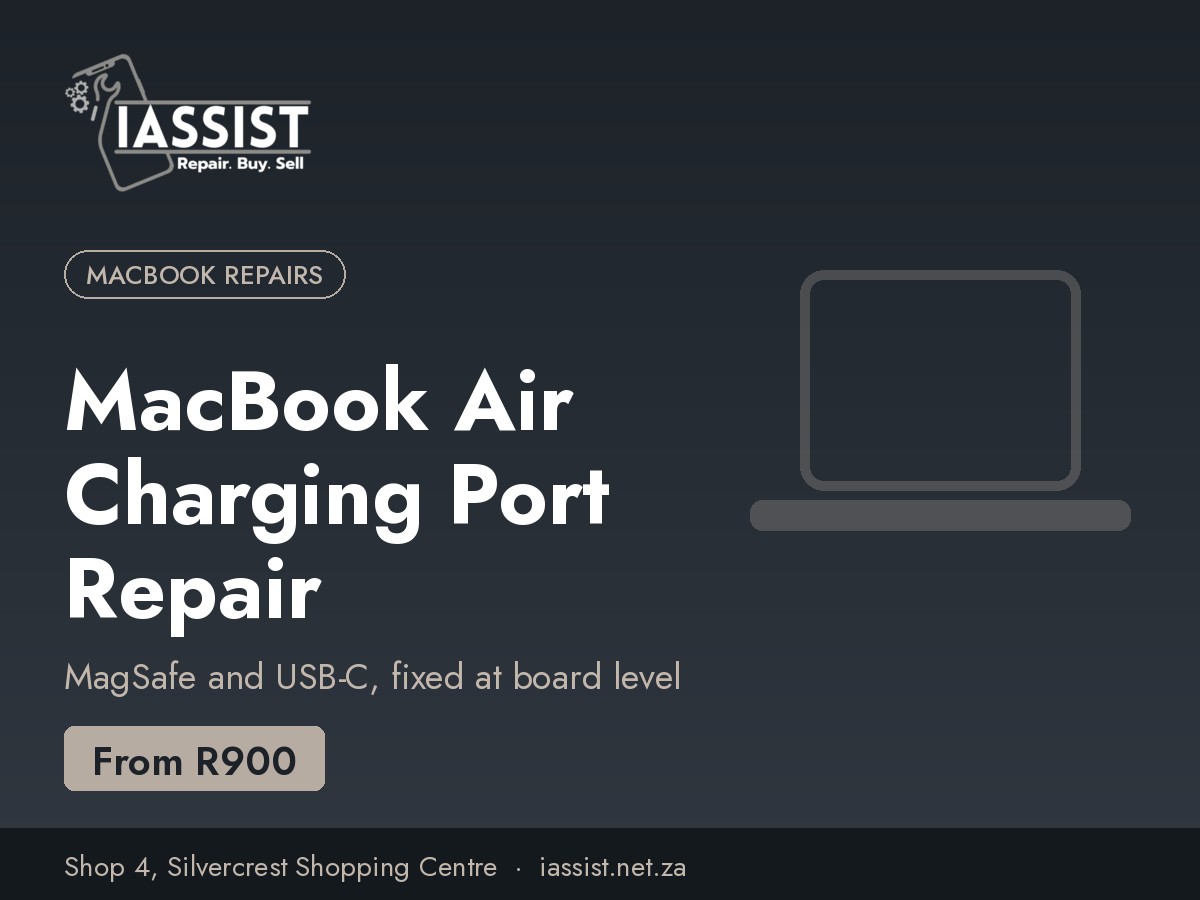 IASSIST
Repair. Buy. Sell
MACBOOK REPAIRS
MacBook Air
Charging Port
Repair
MagSafe and USB-C, fixed at board level
From R900
Shop 4, Silvercrest Shopping Centre · iassist.net.za